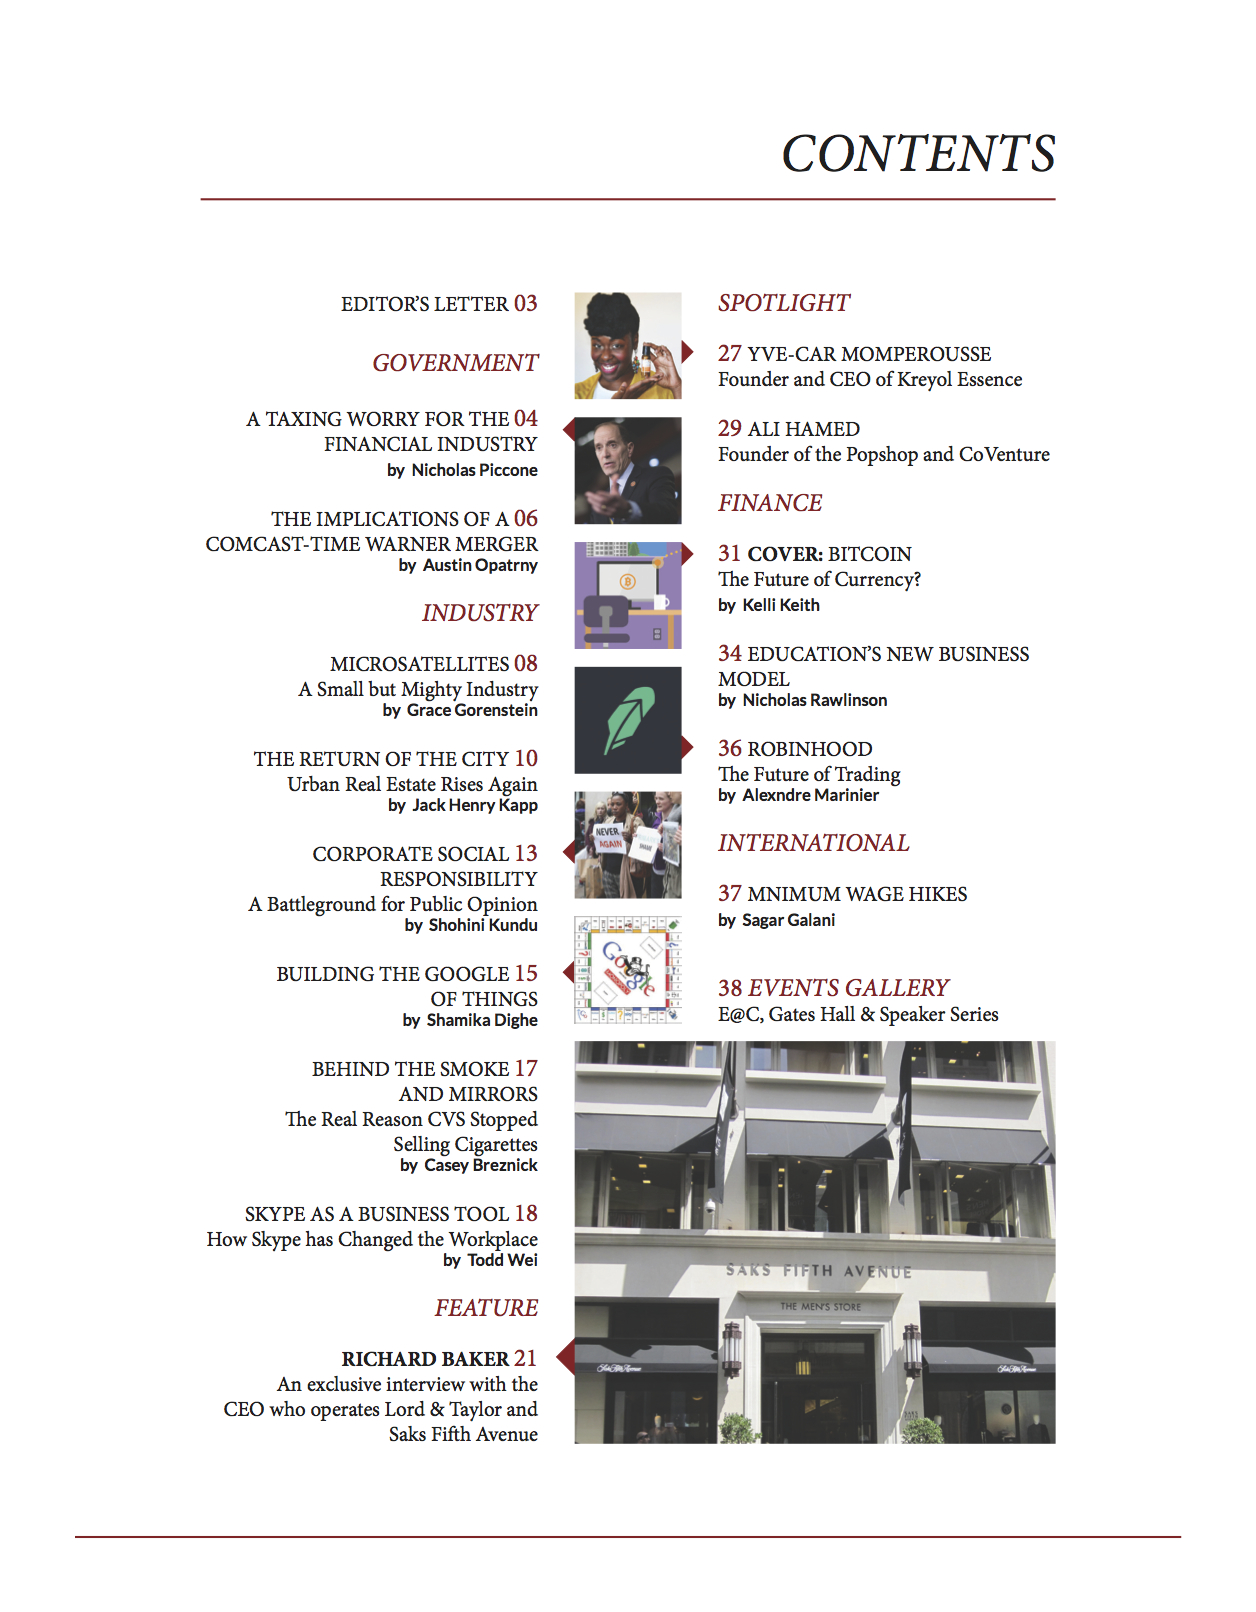 CONTENTS
EDITOR'S LETTER 03
GOVERNMENT
A TAXING WORRY FOR THE 04
FINANCIAL INDUSTRY
by Nicholas Piccone
THE IMPLICATIONS OF A 06
COMCAST-TIME WARNER MERGER
by Austin Opatrny
INDUSTRY
MICROSATELLITES 08
A Small but Mighty Industry
by Grace Gorenstein
THE RETURN OF THE CITY 10
Urban Real Estate Rises Again
by Jack Henry Kapp
CORPORATE SOCIAL 13
RESPONSIBILITY
A Battleground for Public Opinion
by Shohini Kundu
BUILDING THE GOOGLE 15
OF THINGS
by Shamika Dighe
BEHIND THE SMOKE 17
AND MIRRORS
The Real Reason CVS Stopped
Selling Cigarettes
by Casey Breznick
SKYPE AS A BUSINESS TOOL 18
How Skype has Changed the Workplace
by Todd Wei
FEATURE
RICHARD BAKER 21
An exclusive interview with the
CEO who operates Lord & Taylor and
Saks Fifth Avenue
NEVER
AGAIN
Google
SPOTLIGHT
27 YVE-CAR MOMPEROUSSE
Founder and CEO of Kreyol Essence
29 ALI HAMED
Founder of the Popshop and CoVenture
FINANCE
31 COVER: BITCOIN
The Future of Currency?
by Kelli Keith
34 EDUCATION'S NEW BUSINESS
MODEL
by Nicholas Rawlinson
36 ROBINHOOD
The Future of Trading
by Alexndre Marinier
INTERNATIONAL
37 MNIMUM WAGE HIKES
by Sagar Galani
38 EVENTS GALLERY
E@C, Gates Hall & Speaker Series
SAKS FIFTH AVENUE
THE MEN'S STORE
Saks Fifth Avenue
Saks Fifth Avenue